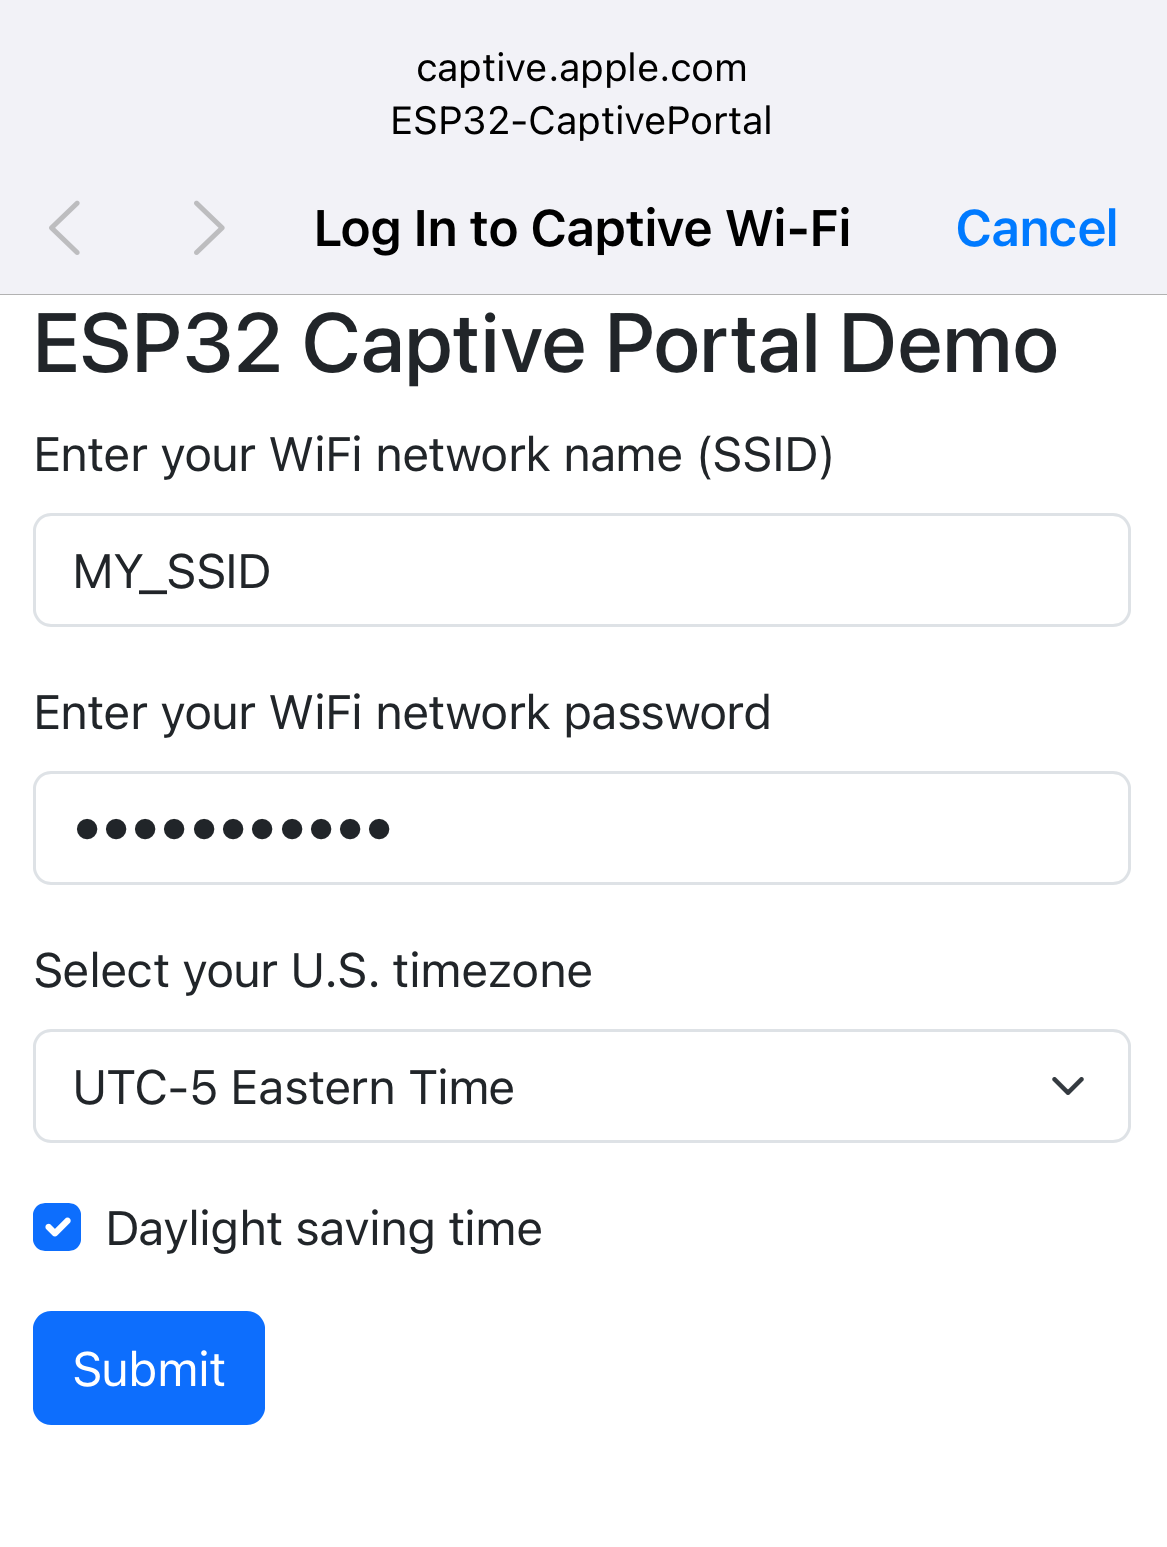 captive.apple.com
ESP32-CaptivePortal
Log In to Captive Wi-Fi
Cancel
ESP32 Captive Portal Demo
Enter your WiFi network name (SSID)
MY_SSID
Enter your WiFi network password
•••••••••••
Select your U.S. timezone
UTC-5 Eastern Time
Daylight saving time
Submit